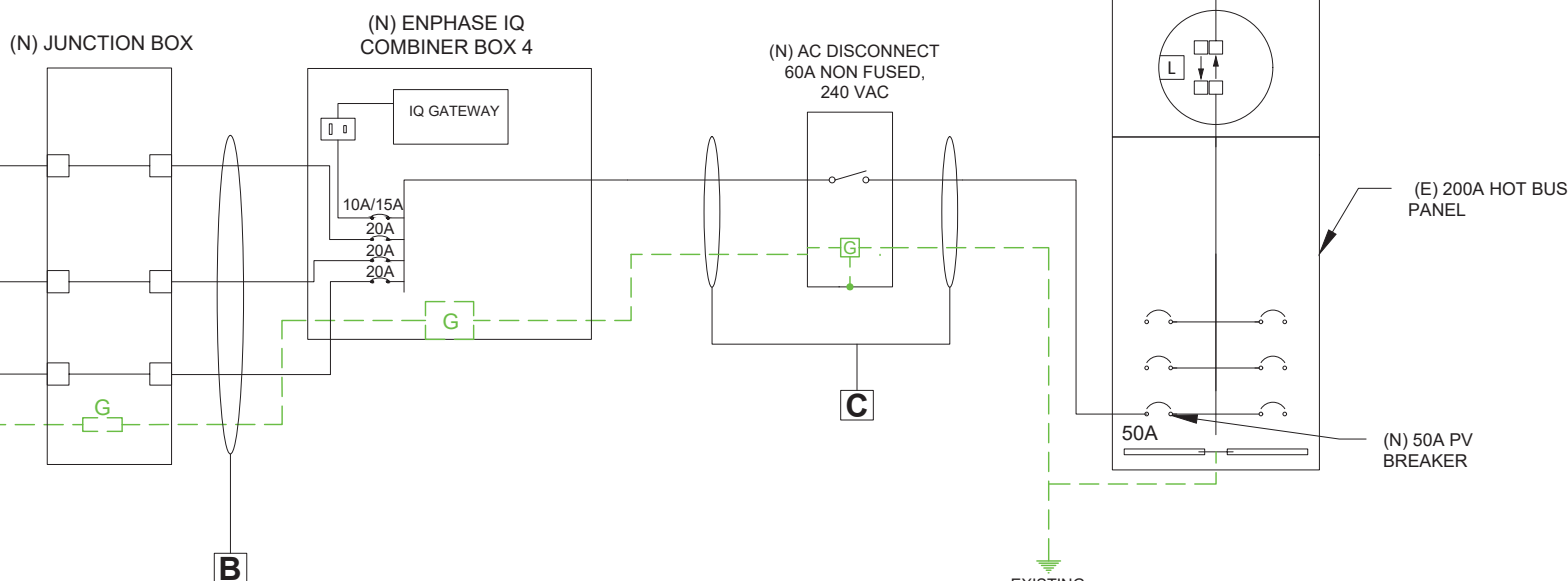 (N) JUNCTION BOX
(N) ENPHASE IQ
COMBINER BOX 4
IQ GATEWAY
10A/15A
20A
20A
20A
G
G
B
(N) AC DISCONNECT
60A NON FUSED,
240 VAC
G
C
L
(E) 200A HOT BUS
PANEL
50A
(N) 50A PV
BREAKER